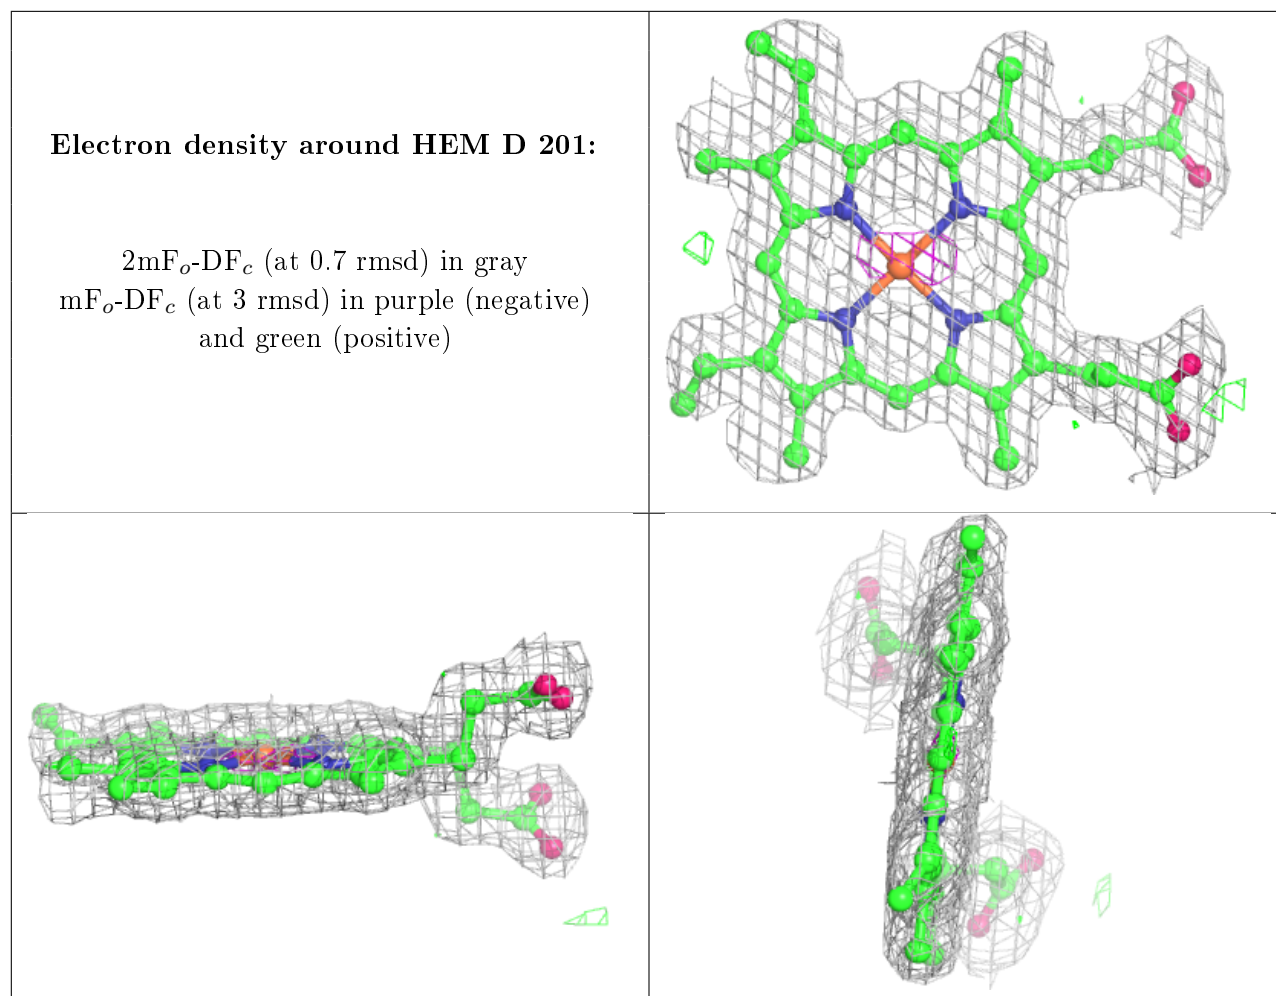 Electron density around HEM D 201:
2mFo-DFc (at 0.7 rmsd) in gray
mFo-DFc (at 3 rmsd) in purple (negative)
and green (positive)